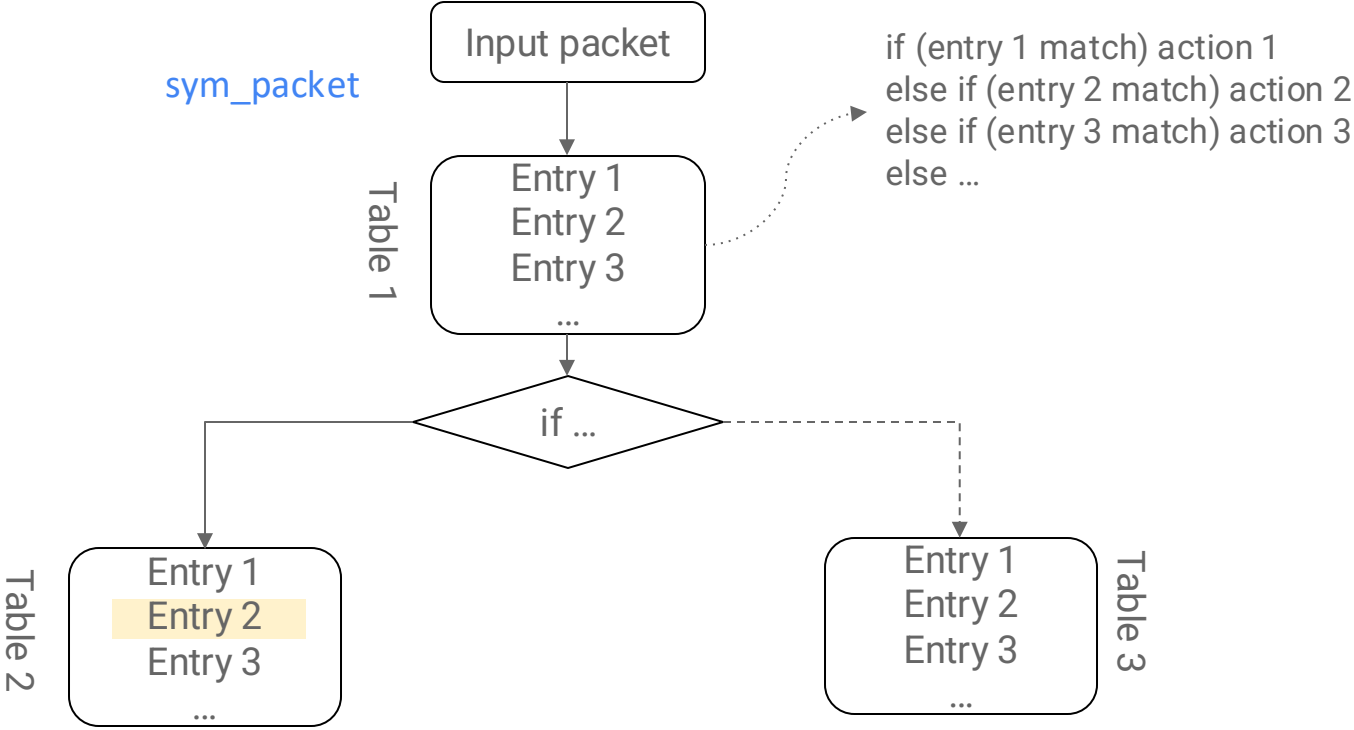 Input packet
sym_packet
if (entry 1 match) action 1
else if (entry 2 match) action 2
else if (entry 3 match) action 3
else ...
Table 1
Entry 1
Entry 2
Entry 3
...
if ...
Table 2
Entry 1
Entry 2
Entry 3
...
Entry 1
Entry 2
Entry 3
...
Table 3